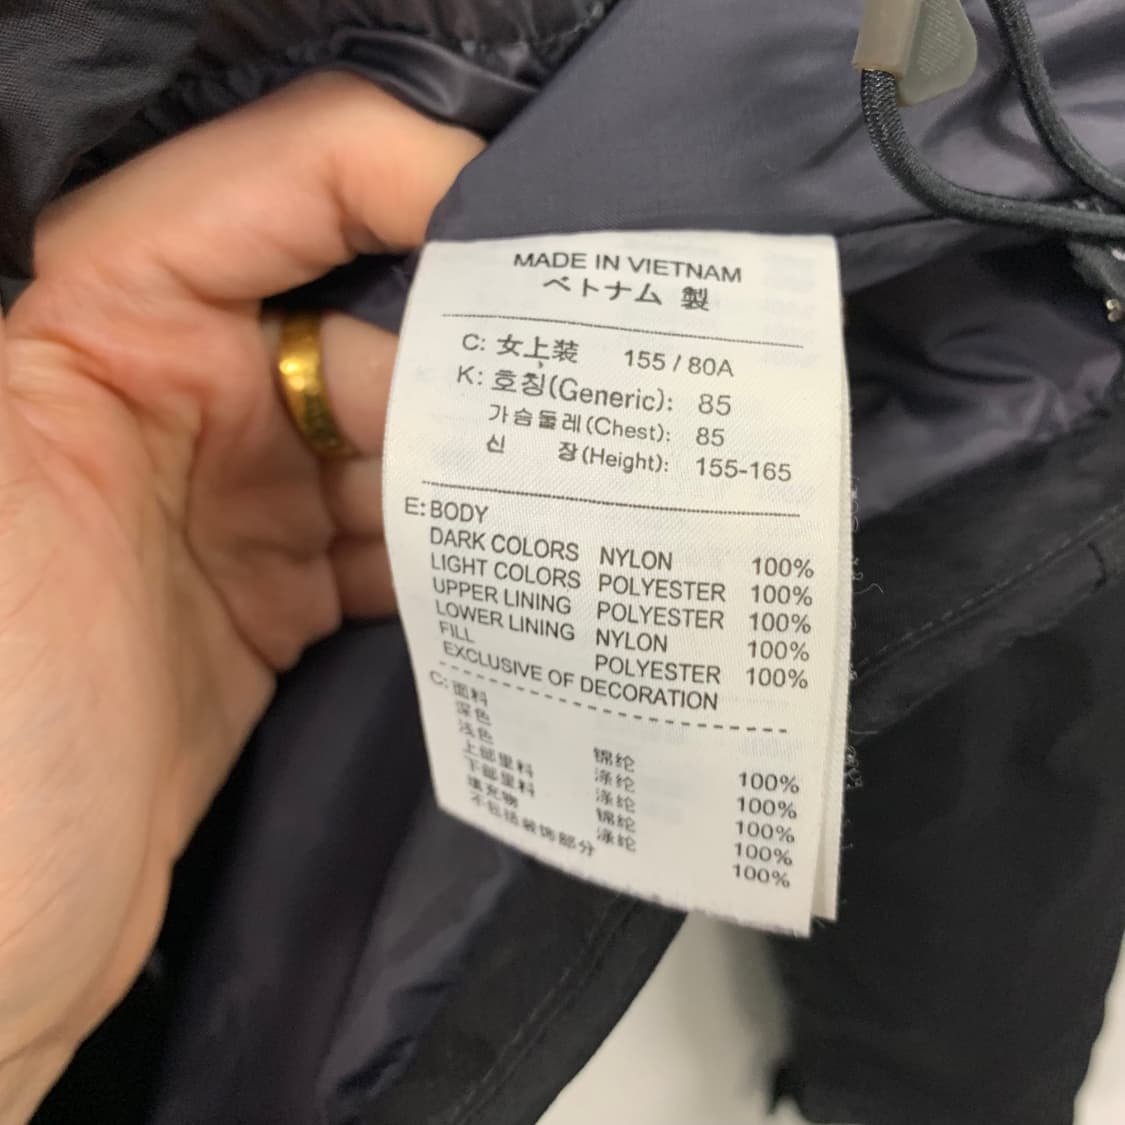 MADE IN VIETNAM
ベトナム 製
C: 女上装 155 / 80A
K: 호칭(Generic): 85
가슴둘레(Chest): 85
신 장(Height): 155-165
E: BODY
DARK COLORS NYLON 100%
LIGHT COLORS POLYESTER 100%
UPPER LINING POLYESTER 100%
LOWER LINING NYLON 100%
FILL POLYESTER 100%
EXCLUSIVE OF DECORATION
C: 面料
深色 锦纶 100%
浅色 涤纶 100%
上部里料 涤纶 100%
下部里料 锦纶 100%
填充物 涤纶 100%
不包括装饰部分